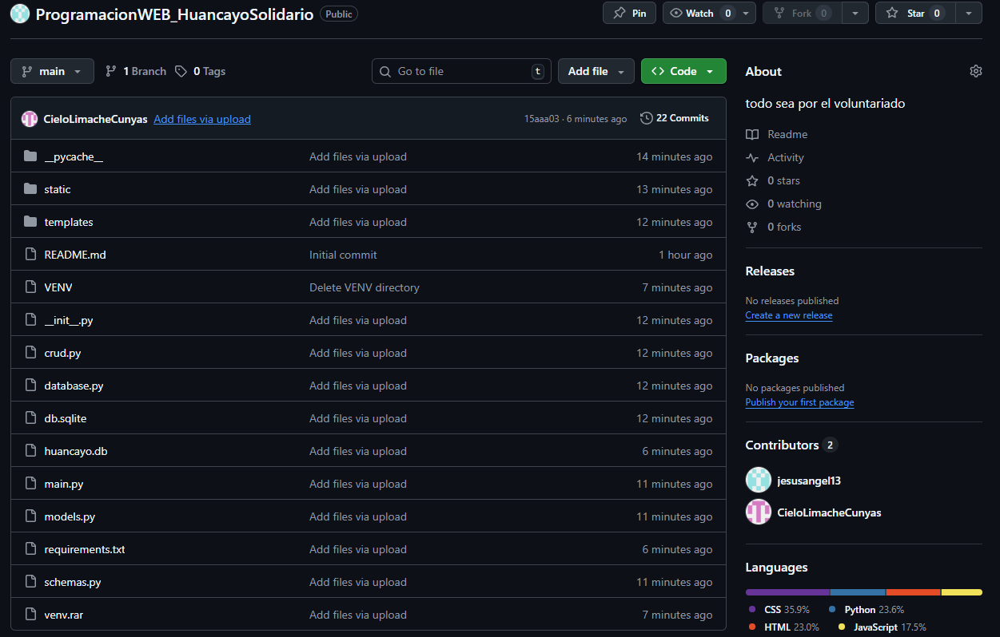 ProgramacionWEB_HuancayoSolidario Public Pin Watch 0 Fork 0 Star 0
main 1 Branch 0 Tags Go to file t Add file Code
CieloLimacheCunyas Add files via upload 15aaa03 · 6 minutes ago 22 Commits
__pycache__ Add files via upload 14 minutes ago
static Add files via upload 13 minutes ago
templates Add files via upload 12 minutes ago
README.md Initial commit 1 hour ago
VENV Delete VENV directory 7 minutes ago
__init__.py Add files via upload 12 minutes ago
crud.py Add files via upload 12 minutes ago
database.py Add files via upload 12 minutes ago
db.sqlite Add files via upload 12 minutes ago
huancayo.db Add files via upload 6 minutes ago
main.py Add files via upload 11 minutes ago
models.py Add files via upload 11 minutes ago
requirements.txt Add files via upload 6 minutes ago
schemas.py Add files via upload 11 minutes ago
venv.rar Add files via upload 7 minutes ago
About
todo sea por el voluntariado
Readme
Activity
0 stars
0 watching
0 forks
Releases
No releases published
Create a new release
Packages
No packages published
Publish your first package
Contributors 2
jesusangel13
CieloLimacheCunyas
Languages
CSS 35.9% Python 23.6%
HTML 23.0% JavaScript 17.5%